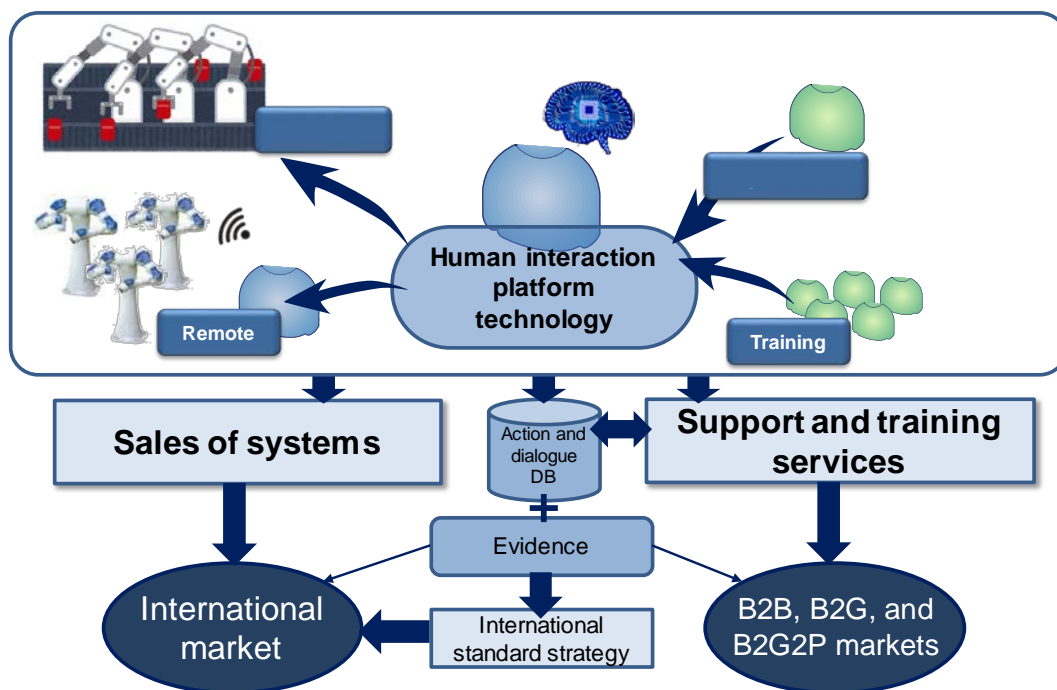 Human interaction
platform
technology
Remote
Training
Sales of systems
Action and
dialogue
DB
Support and training
services
Evidence
International
market
International
standard strategy
B2B, B2G, and
B2G2P markets